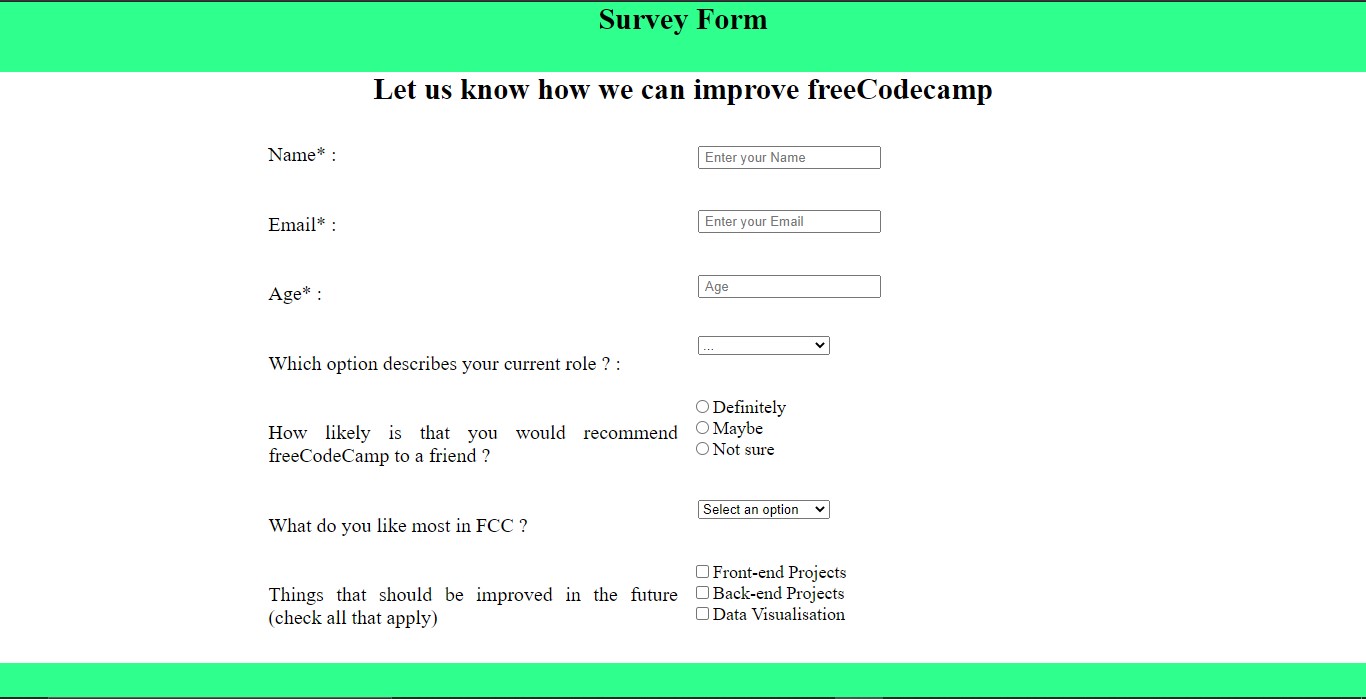 Survey Form
Let us know how we can improve freeCodecamp
Name* :
Enter your Name
Email* :
Enter your Email
Age* :
Age
Which option describes your current role ? :
...
How likely is that you would recommend
freeCodeCamp to a friend ?
Definitely
Maybe
Not sure
What do you like most in FCC ?
Select an option
Things that should be improved in the future
(check all that apply)
Front-end Projects
Back-end Projects
Data Visualisation